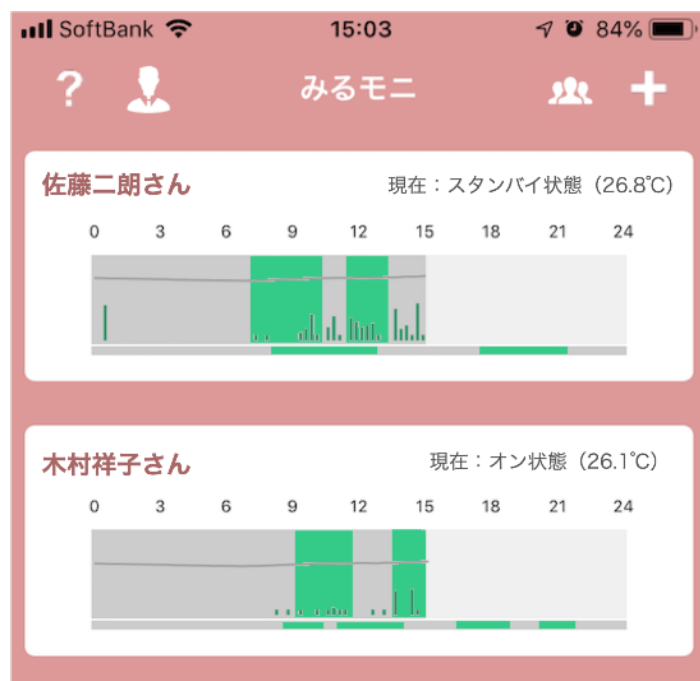 SoftBank 15:03 84%
? みるモニ
佐藤二朗さん 現在：スタンバイ状態（26.8℃）
0 3 6 9 12 15 18 21 24
木村祥子さん 現在：オン状態（26.1℃）
0 3 6 9 12 15 18 21 24